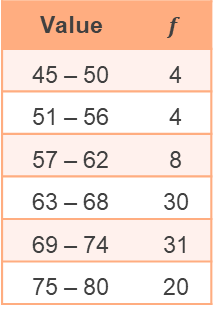 Value f
45 – 50 4
51 – 56 4
57 – 62 8
63 – 68 30
69 – 74 31
75 – 80 20